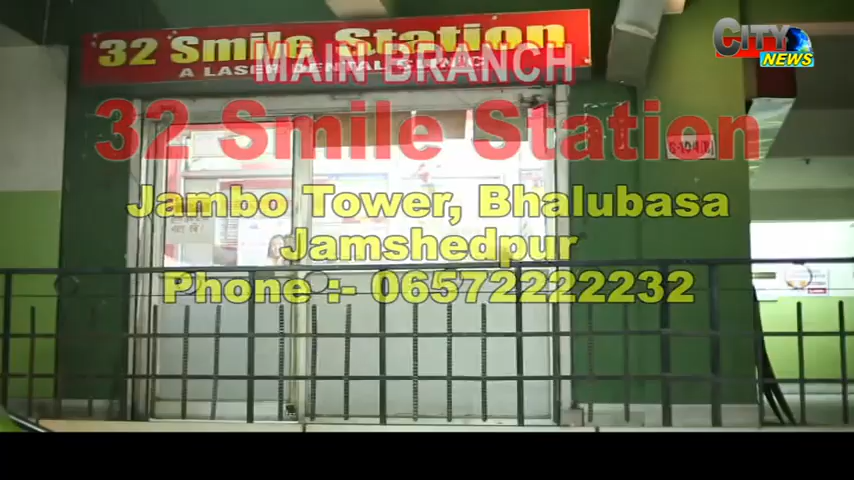 CITY
NEWS
32 Smile Station
A LASER DENTAL CLINIC
MAIN BRANCH
32 Smile Station
G-194(A)
Jambo Tower, Bhalubasa
Jamshedpur
Phone :- 06572222232